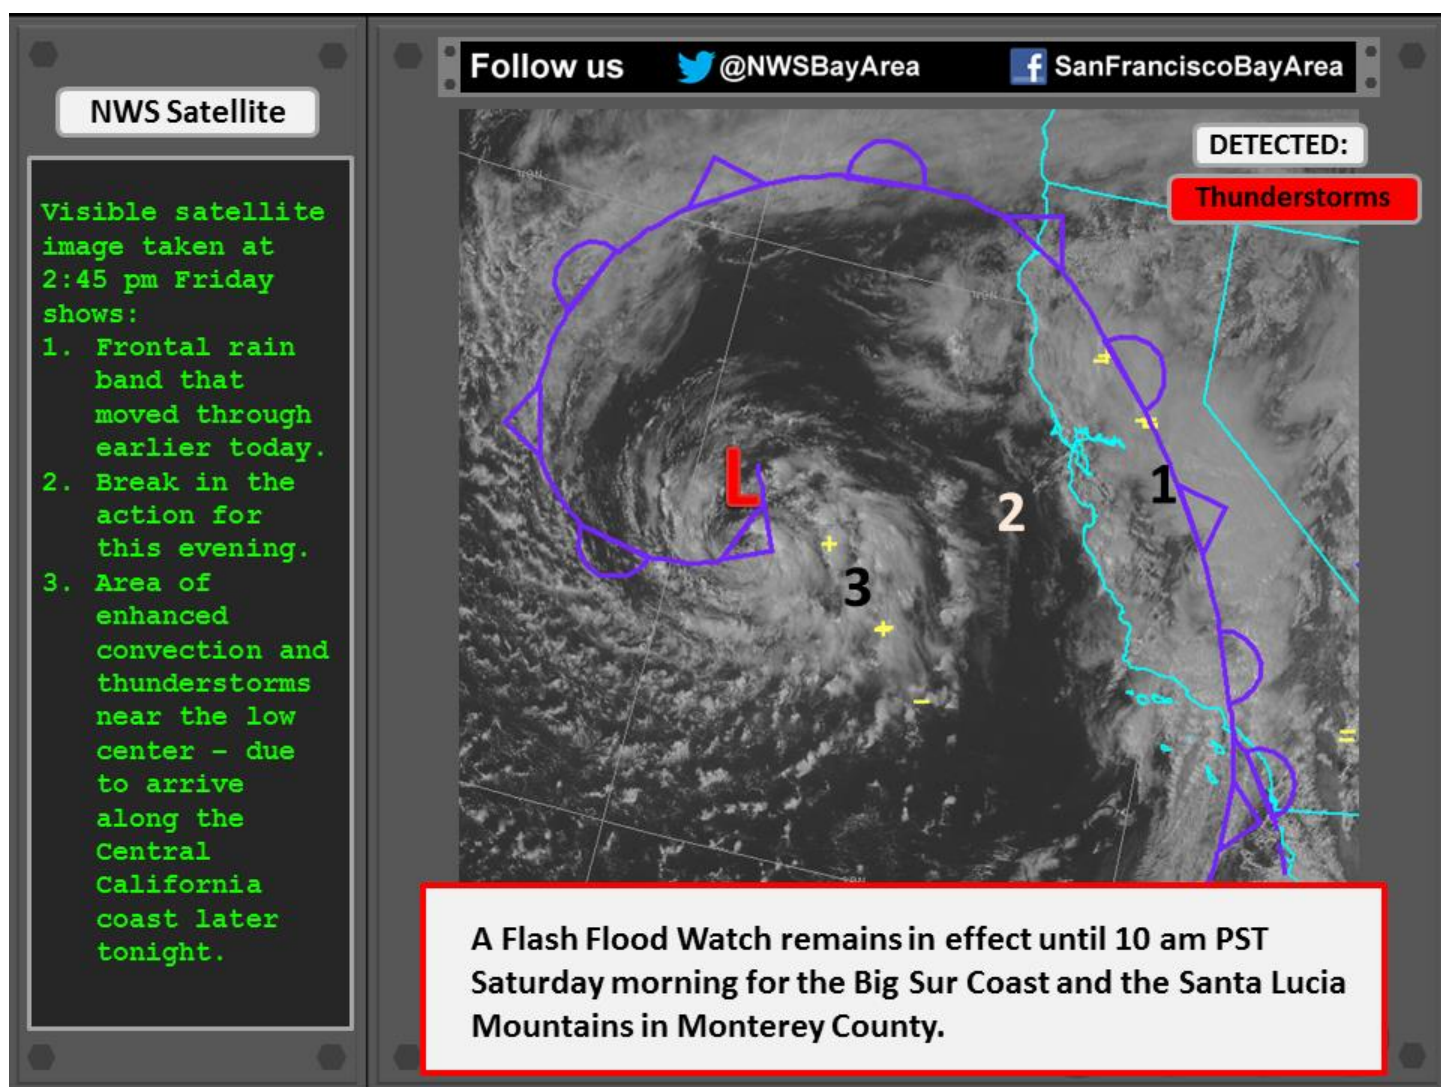 Follow us @NWSBayArea SanFranciscoBayArea
NWS Satellite
Visible satellite
image taken at
2:45 pm Friday
shows:
1. Frontal rain
band that
moved through
earlier today.
2. Break in the
action for
this evening.
3. Area of
enhanced
convection and
thunderstorms
near the low
center – due
to arrive
along the
Central
California
coast later
tonight.
DETECTED:
Thunderstorms
L
1
2
3
A Flash Flood Watch remains in effect until 10 am PST
Saturday morning for the Big Sur Coast and the Santa Lucia
Mountains in Monterey County.